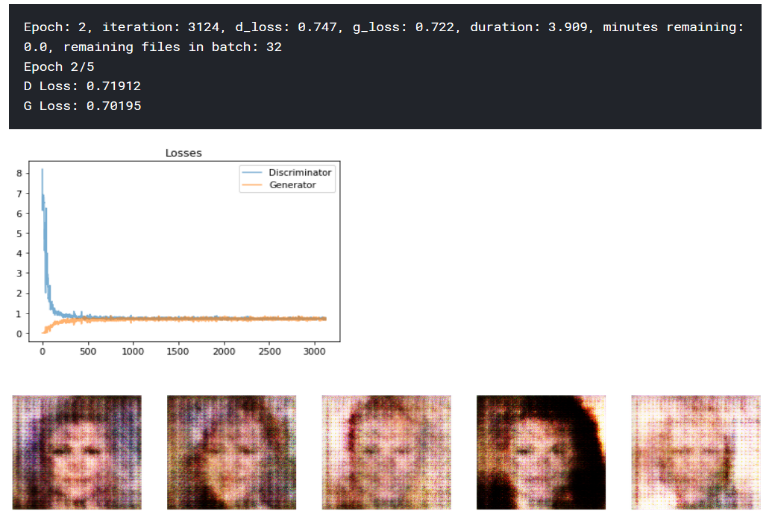 Epoch: 2, iteration: 3124, d_loss: 0.747, g_loss: 0.722, duration: 3.909, minutes remaining:
0.0, remaining files in batch: 32
Epoch 2/5
D Loss: 0.71912
G Loss: 0.70195
Losses
Discriminator
Generator
8
7
6
5
4
3
2
1
0
0 500 1000 1500 2000 2500 3000